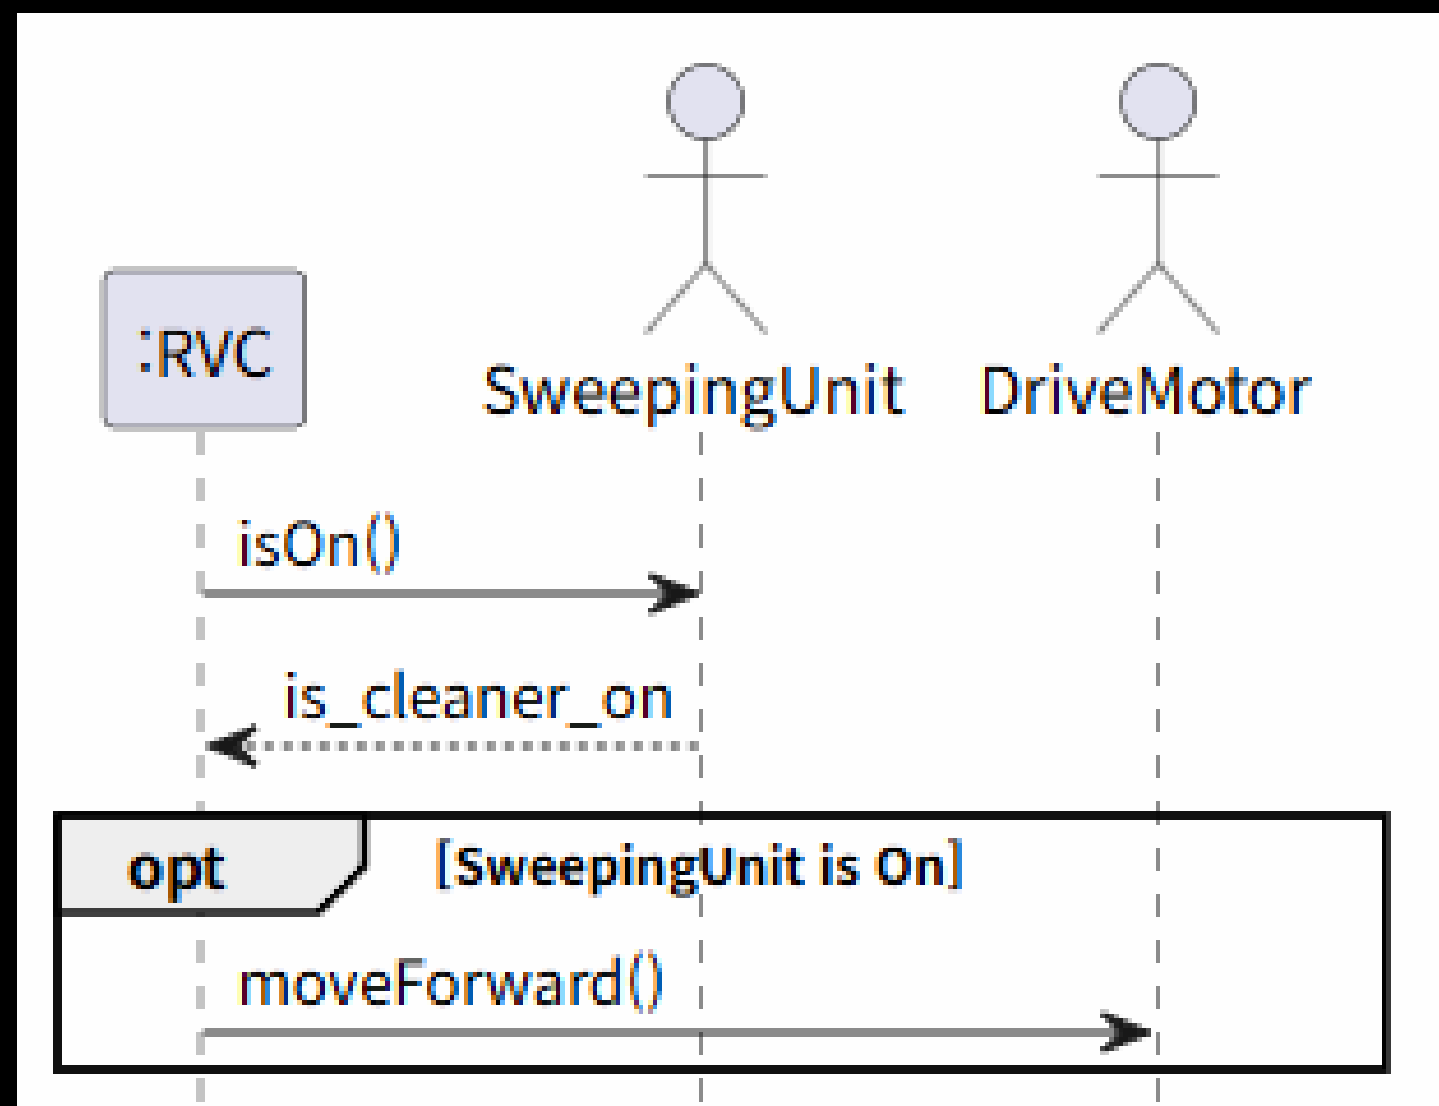 :RVC
SweepingUnit
DriveMotor
isOn()
is_cleaner_on
opt
[SweepingUnit is On]
moveForward()